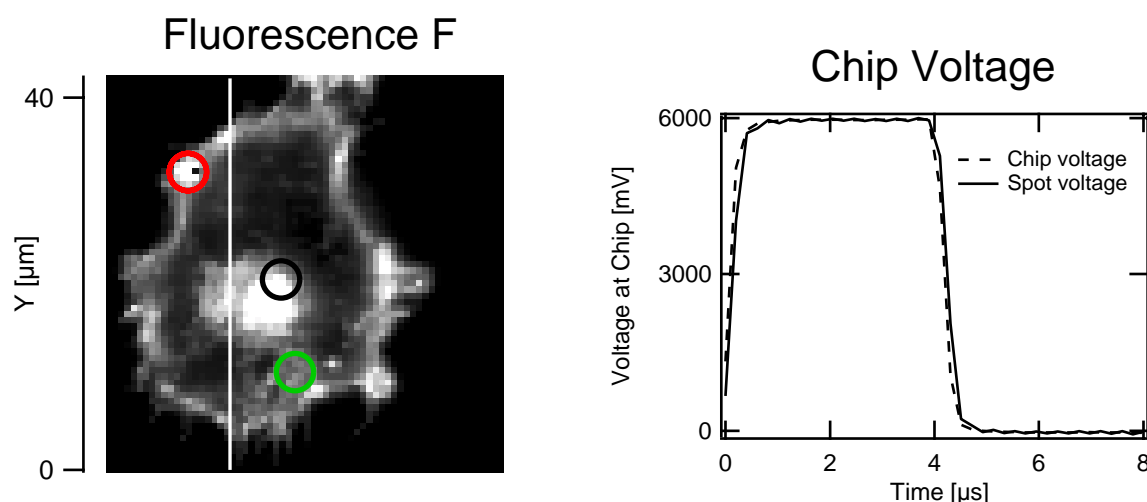 Fluorescence F
40
Y [µm]
0
Chip Voltage
6000
3000
0
Voltage at Chip [mV]
Chip voltage
Spot voltage
0 2 4 6 8
Time [µs]